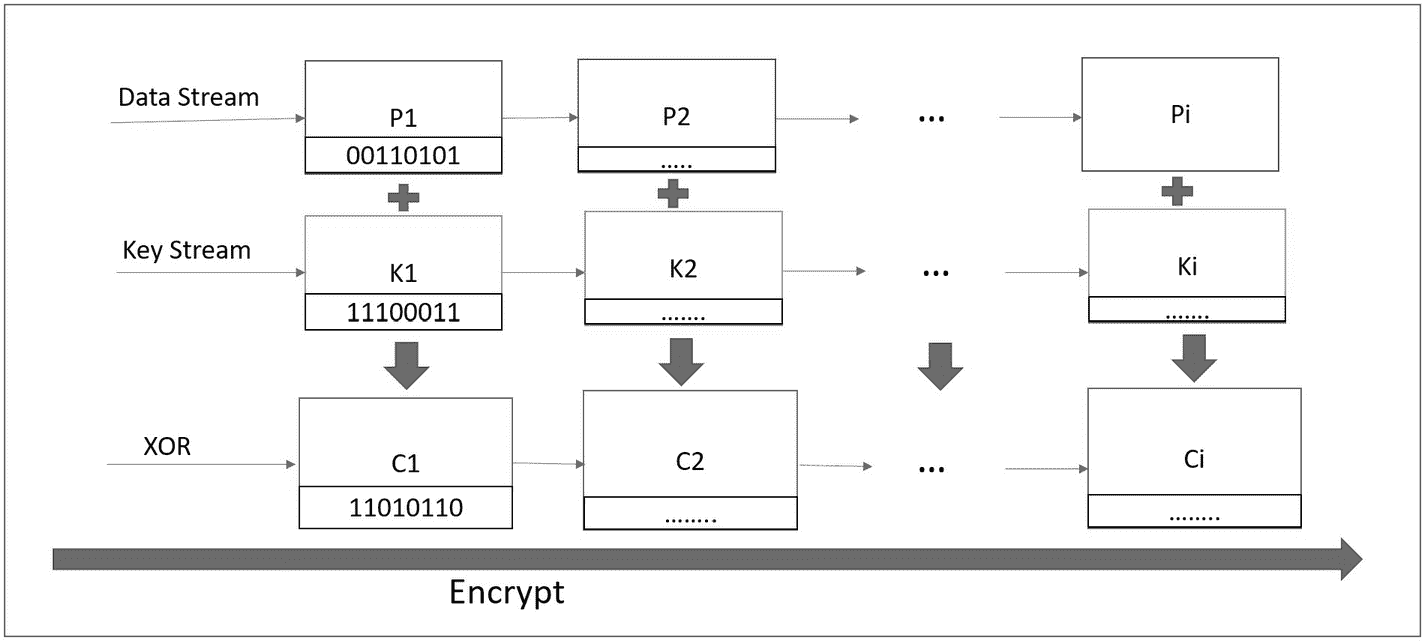 Data Stream
P1
00110101
P2
.....
...
Pi
Key Stream
K1
11100011
K2
.......
...
Ki
.......
XOR
C1
11010110
C2
........
...
Ci
........
Encrypt